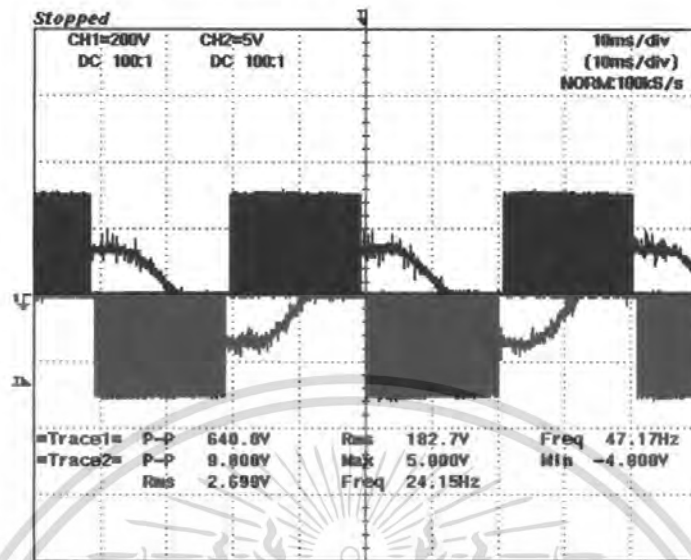 Stopped
CH1=200V CH2=5V 10ms/div
DC 100:1 DC 100:1 (10ms/div)
NORM:100kS/s
=Trace1= P-P 640.0V Rms 182.7V Freq 47.17Hz
=Trace2= P-P 9.800V Max 5.000V Min -4.800V
Rms 2.690V Freq 24.15Hz